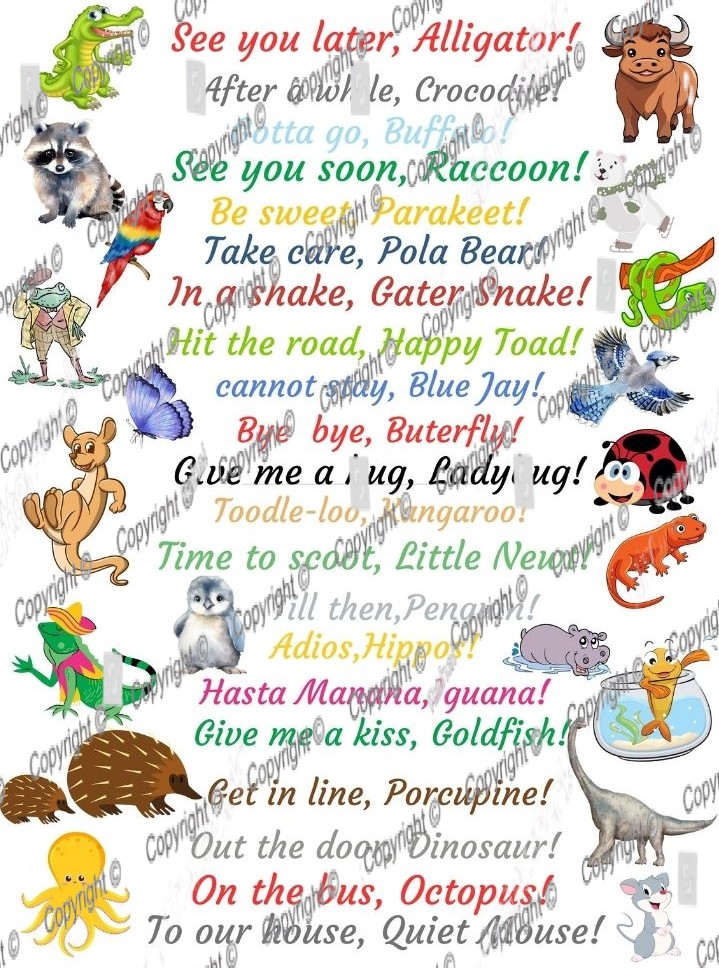 See you later, Alligator!
After a while, Crocodile!
Gotta go, Buffalo!
See you soon, Raccoon!
Be sweet, Parakeet!
Take care, Pola Bear!
In a snake, Gater Snake!
Hit the road, Happy Toad!
cannot stay, Blue Jay!
Bye bye, Buterfly!
Give me a hug, Ladybug!
Toodle-loo, Kangaroo!
Time to scoot, Little Newt!
Till then,Penguin!
Adios,Hippos!
Hasta Manana, guana!
Give me a kiss, Goldfish!
Get in line, Porcupine!
Out the door, Dinosaur!
On the bus, Octopus!
To our house, Quiet Mouse!
Copyright ©